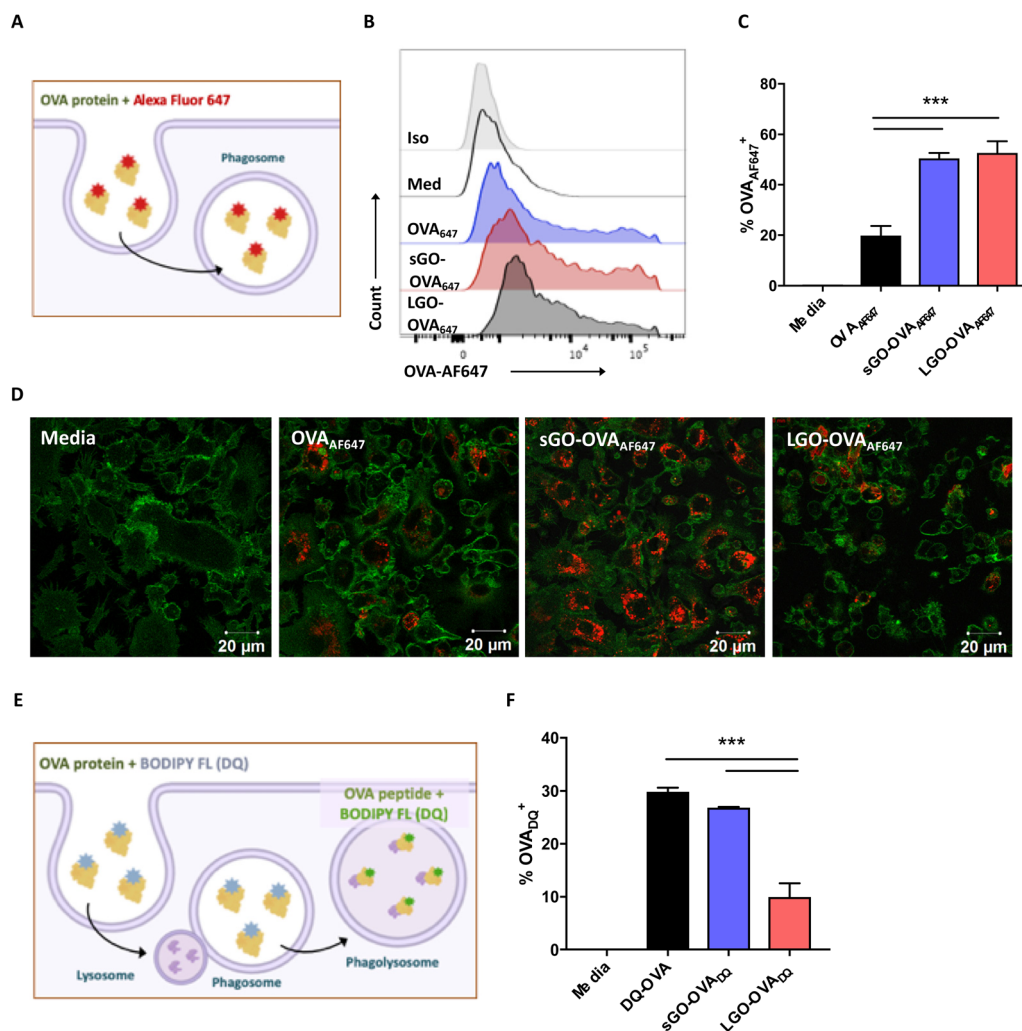 A
OVA protein + Alexa Fluor 647
Phagosome
B
Iso
Med
OVA647
sGO-
OVA647
LGO-
OVA647
Count
0
10^4
10^5
OVA-AF647
C
% OVAAF647+
80
60
40
20
0
***
Media
OVAAF647
sGO-OVAAF647
LGO-OVAAF647
D
Media
20 µm
OVAAF647
20 µm
sGO-OVAAF647
20 µm
LGO-OVAAF647
20 µm
E
OVA protein + BODIPY FL (DQ)
OVA peptide +
BODIPY FL (DQ)
Lysosome
Phagosome
Phagolysosome
F
% OVADQ+
40
30
20
10
0
***
Media
DQ-OVA
sGO-OVADQ
LGO-OVADQ